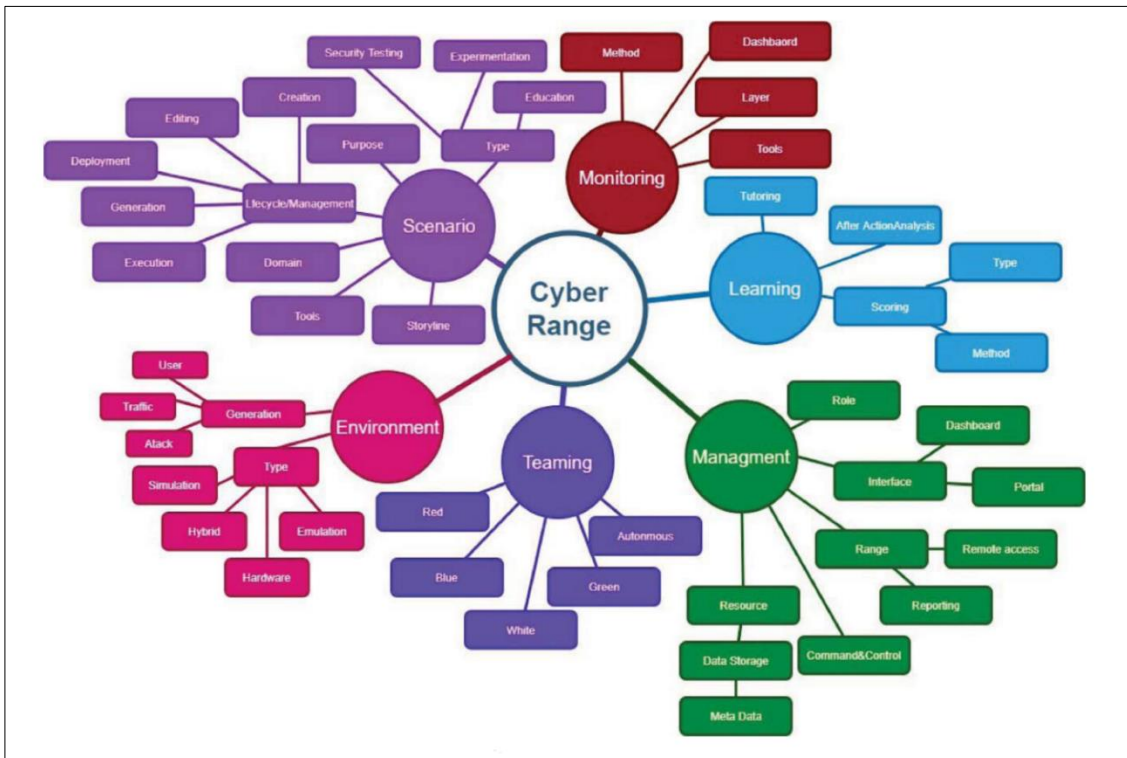 Security Testing
Experimentation
Education
Type
Creation
Editing
Deployment
Generation
Execution
Lfecycle/Management
Purpose
Scenario
Domain
Tools
Storyline
Method
Dashbaord
Layer
Tools
Monitoring
Tutoring
After ActionAnalysis
Type
Scoring
Method
Learning
Cyber
Range
User
Traffic
Atack
Generation
Environment
Type
Simulation
Hybrid
Hardware
Emulation
Teaming
Red
Blue
White
Green
Autonmous
Managment
Role
Dashboard
Interface
Portal
Range
Remote access
Reporting
Command&Control
Resource
Data Storage
Meta Data